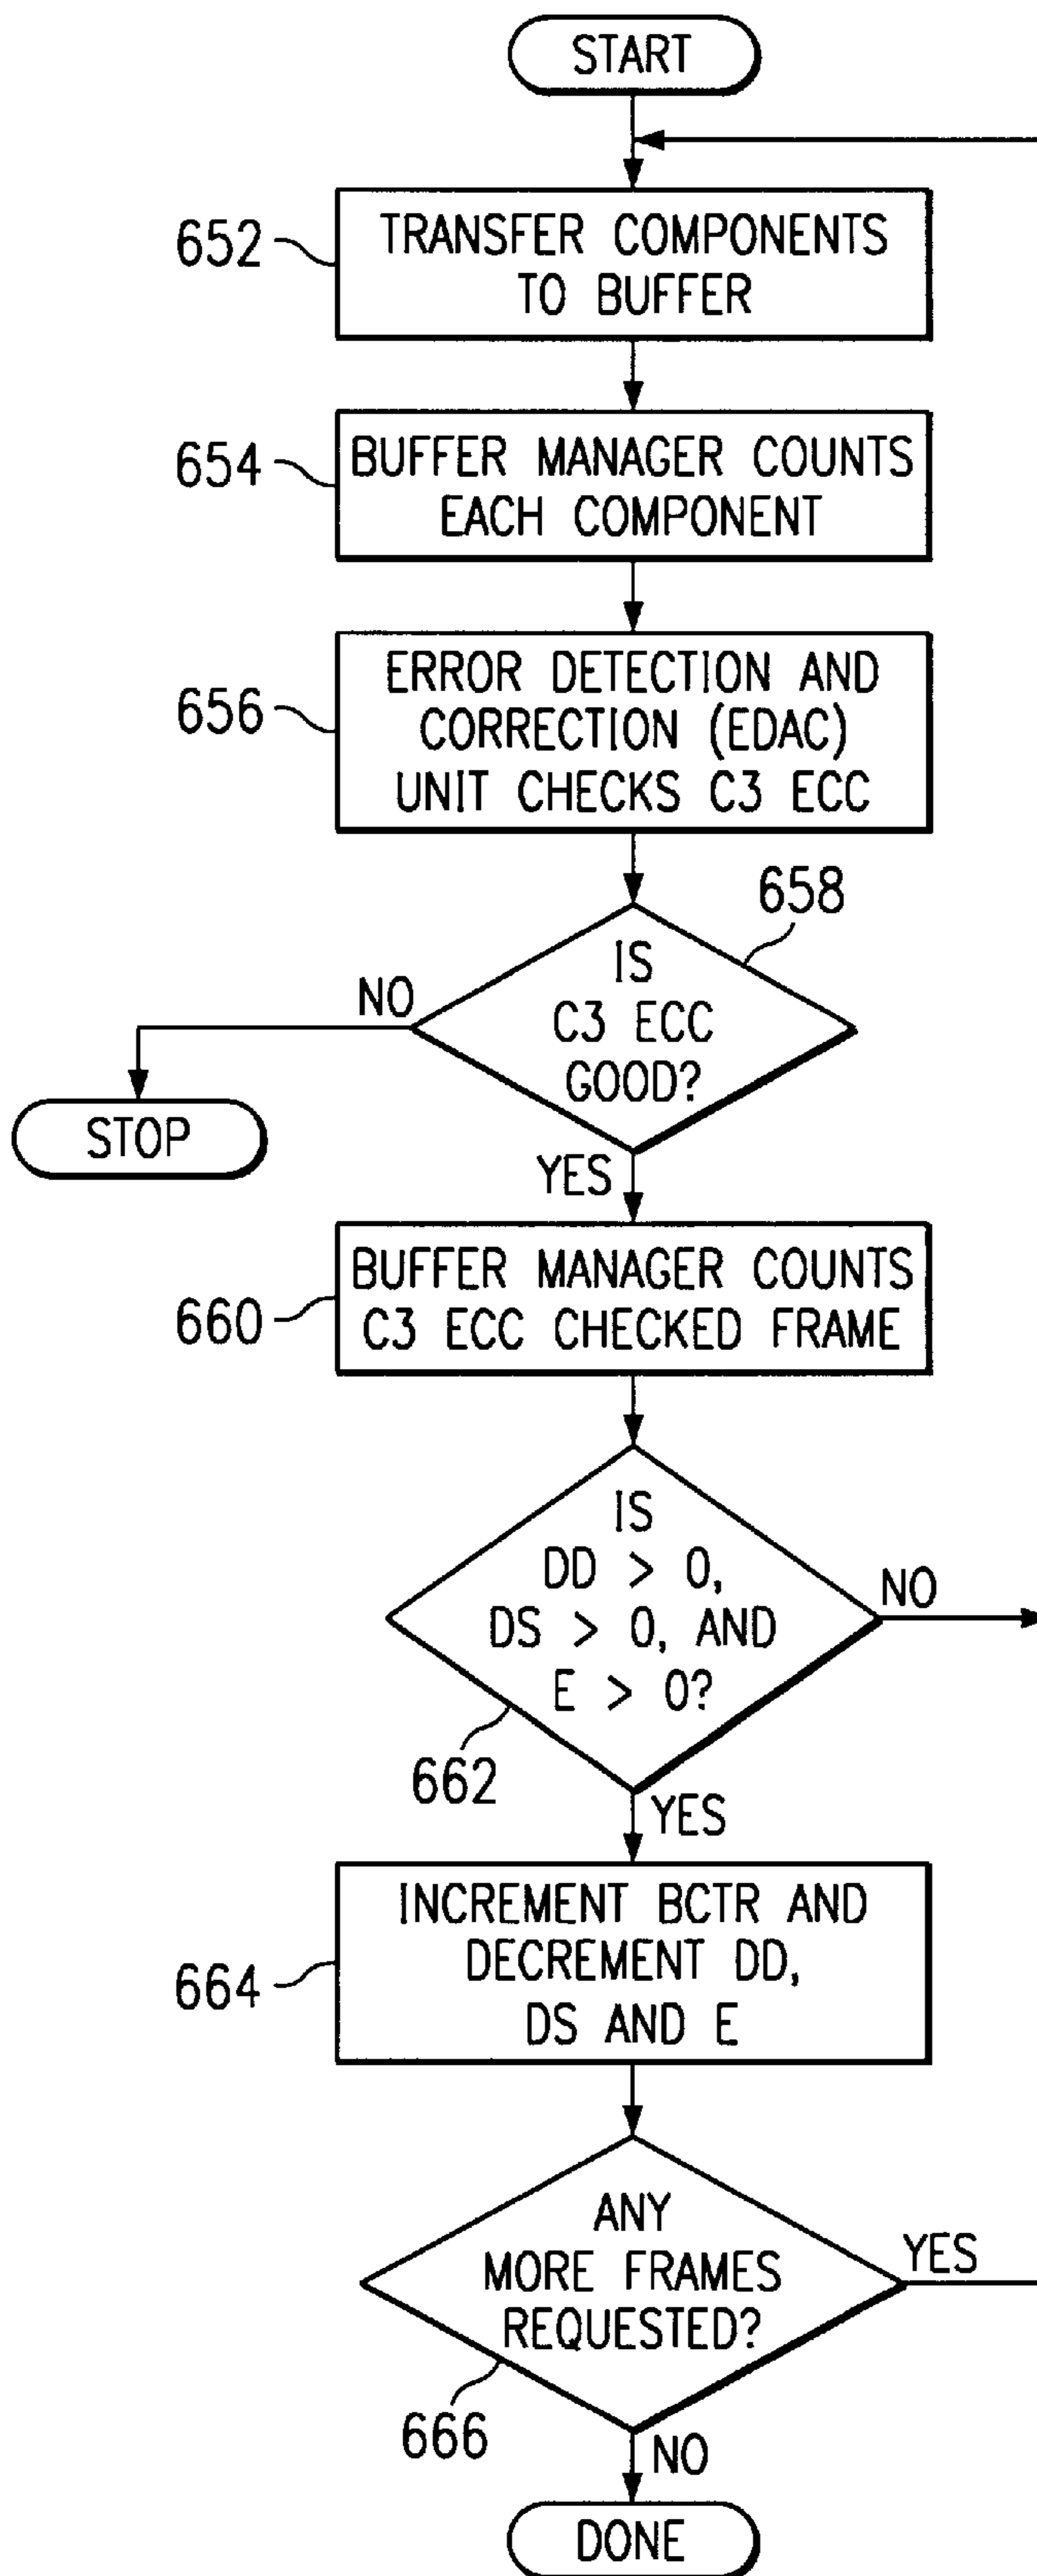 START
652
TRANSFER COMPONENTS
TO BUFFER
654
BUFFER MANAGER COUNTS
EACH COMPONENT
656
ERROR DETECTION AND
CORRECTION (EDAC)
UNIT CHECKS C3 ECC
658
IS
C3 ECC
GOOD?
NO
STOP
YES
660
BUFFER MANAGER COUNTS
C3 ECC CHECKED FRAME
IS
DD > 0,
DS > 0, AND
E > 0?
NO
662
YES
664
INCREMENT BCTR AND
DECREMENT DD,
DS AND E
ANY
MORE FRAMES
REQUESTED?
YES
666
NO
DONE